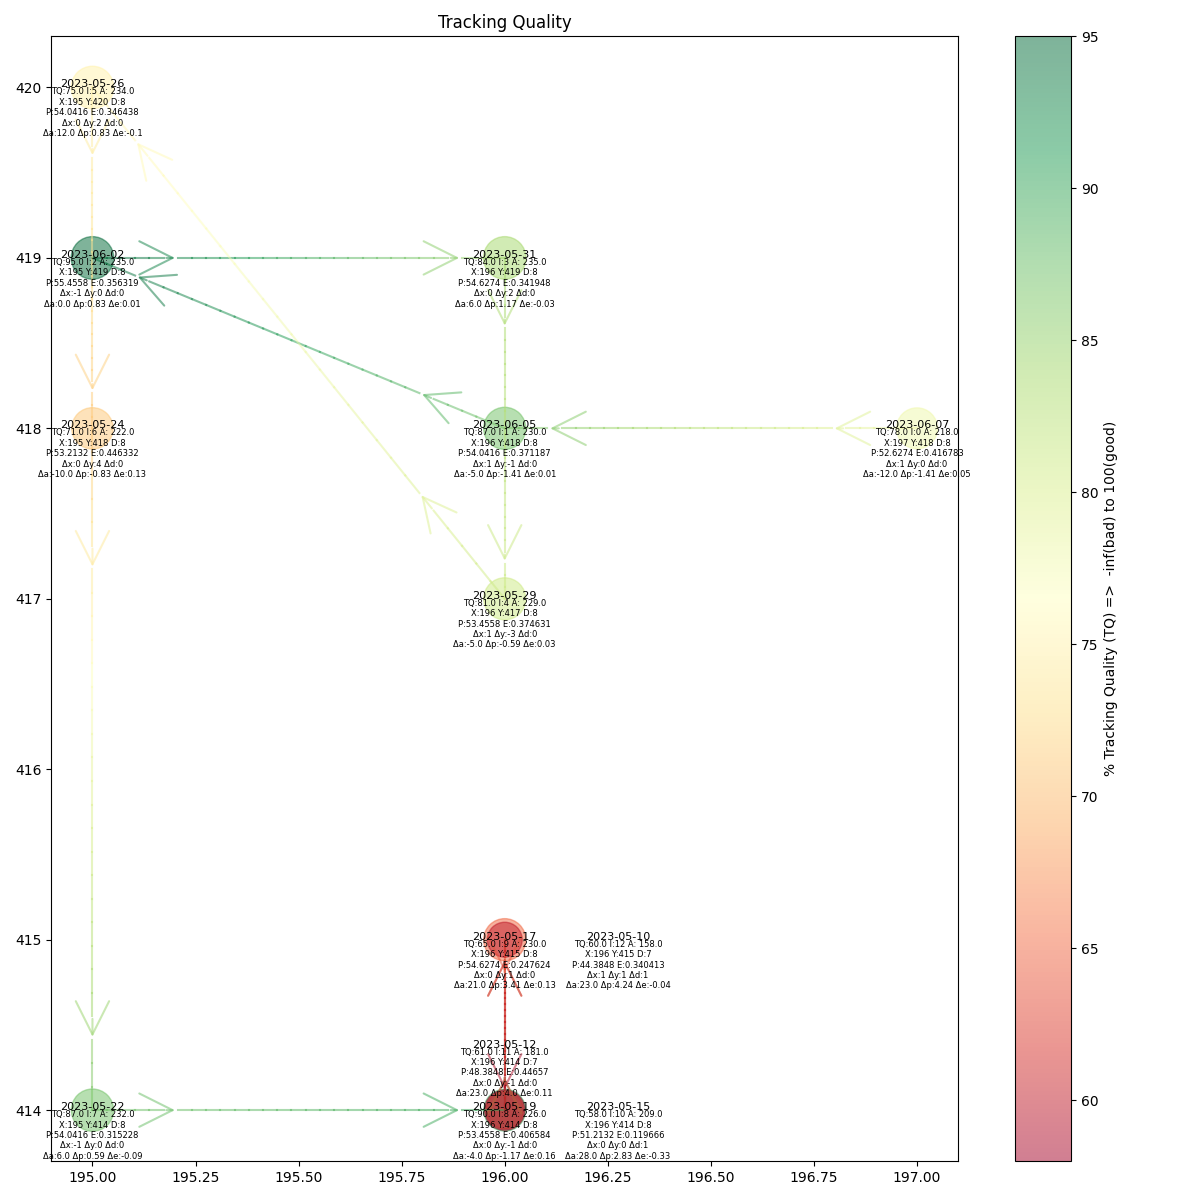 Tracking Quality
420
419
418
417
416
415
414
195.00
195.25
195.50
195.75
196.00
196.25
196.50
196.75
197.00
2023-05-26
TQ:75.0 I:5 A: 234.0
X:195 Y:420 D:8
P:54.0416 E:0.346438
Δx:0 Δy:2 Δd:0
Δa:12.0 Δp:0.83 Δe:-0.1
2023-06-02
TQ:95.0 I:2 A: 235.0
X:195 Y:419 D:8
P:55.4558 E:0.356319
Δx:-1 Δy:0 Δd:0
Δa:0.0 Δp:0.83 Δe:0.01
2023-05-31
TQ:84.0 I:3 A: 235.0
X:196 Y:419 D:8
P:54.6274 E:0.341948
Δx:0 Δy:2 Δd:0
Δa:6.0 Δp:1.17 Δe:-0.03
2023-05-24
TQ:71.0 I:6 A: 222.0
X:195 Y:418 D:8
P:53.2132 E:0.446332
Δx:0 Δy:4 Δd:0
Δa:-10.0 Δp:-0.83 Δe:0.13
2023-06-05
TQ:87.0 I:1 A: 230.0
X:196 Y:418 D:8
P:54.0416 E:0.371187
Δx:1 Δy:-1 Δd:0
Δa:-5.0 Δp:-1.41 Δe:0.01
2023-06-07
TQ:78.0 I:0 A: 218.0
X:197 Y:418 D:8
P:52.6274 E:0.416783
Δx:1 Δy:0 Δd:0
Δa:-12.0 Δp:-1.41 Δe:0.05
2023-05-29
TQ:81.0 I:4 A: 229.0
X:196 Y:417 D:8
P:53.4558 E:0.374631
Δx:1 Δy:-3 Δd:0
Δa:-5.0 Δp:-0.59 Δe:0.03
2023-05-17
TQ:65.0 I:9 A: 230.0
X:196 Y:415 D:8
P:54.6274 E:0.247624
Δx:0 Δy:1 Δd:0
Δa:21.0 Δp:3.41 Δe:0.13
2023-05-10
TQ:60.0 I:12 A: 158.0
X:196 Y:415 D:7
P:44.3848 E:0.340413
Δx:1 Δy:1 Δd:1
Δa:23.0 Δp:4.24 Δe:-0.04
2023-05-12
TQ:61.0 I:11 A: 181.0
X:196 Y:414 D:7
P:48.3848 E:0.44657
Δx:0 Δy:-1 Δd:0
Δa:23.0 Δp:4.0 Δe:0.11
2023-05-22
TQ:87.0 I:7 A: 232.0
X:195 Y:414 D:8
P:54.0416 E:0.315228
Δx:-1 Δy:0 Δd:0
Δa:6.0 Δp:0.59 Δe:-0.09
2023-05-19
TQ:90.0 I:8 A: 226.0
X:196 Y:414 D:8
P:53.4558 E:0.406584
Δx:0 Δy:-1 Δd:0
Δa:-4.0 Δp:-1.17 Δe:0.16
2023-05-15
TQ:58.0 I:10 A: 209.0
X:196 Y:414 D:8
P:51.2132 E:0.119666
Δx:0 Δy:0 Δd:1
Δa:28.0 Δp:2.83 Δe:-0.33
95
90
85
80
75
70
65
60
% Tracking Quality (TQ) => -inf(bad) to 100(good)